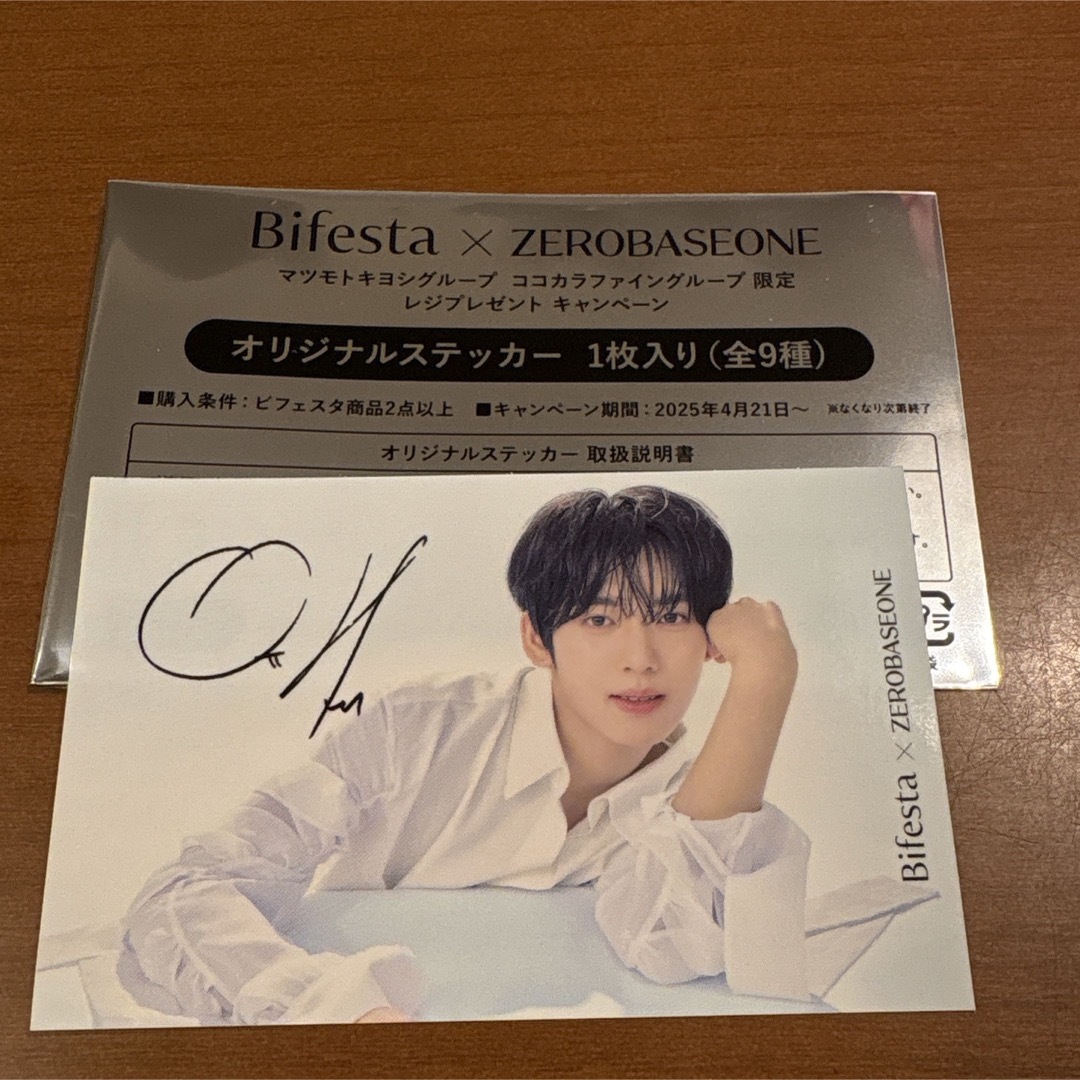 Bifesta × ZEROBASEONE
マツモトキヨシグループ ココカラファイングループ 限定
レジプレゼント キャンペーン
オリジナルステッカー 1枚入り(全9種)
■購入条件:ビフェスタ商品2点以上 ■キャンペーン期間:2025年4月21日~ ※なくなり次第終了
オリジナルステッカー 取扱説明書
い。
す。
プラ
Bifesta × ZEROBASEONE